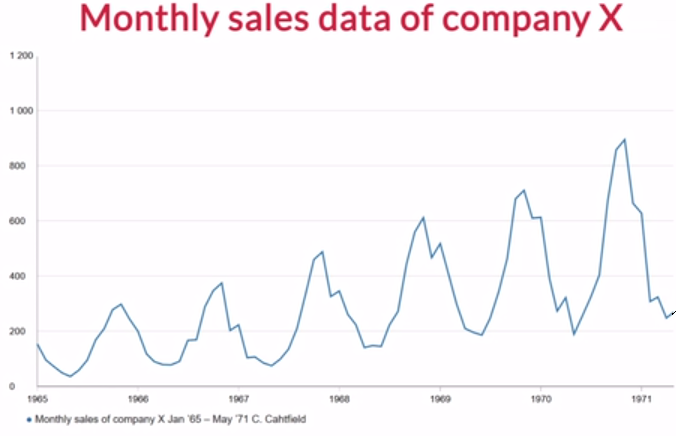 Monthly sales data of company X
1 200
1 000
800
600
400
200
0
1965 1966 1967 1968 1969 1970 1971
Monthly sales of company X Jan '65 – May '71 C. Cahtfield